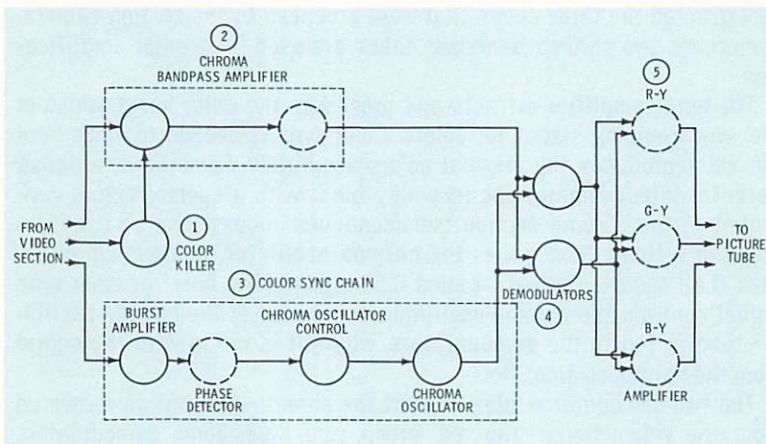 2
CHROMA
BANDPASS AMPLIFIER
5
R-Y
FROM
VIDEO
SECTION
1
COLOR
KILLER
G-Y
TO
PICTURE
TUBE
3 COLOR SYNC CHAIN
DEMODULATORS
4
BURST
AMPLIFIER
CHROMA OSCILLATOR
CONTROL
PHASE
DETECTOR
CHROMA
OSCILLATOR
B-Y
AMPLIFIER